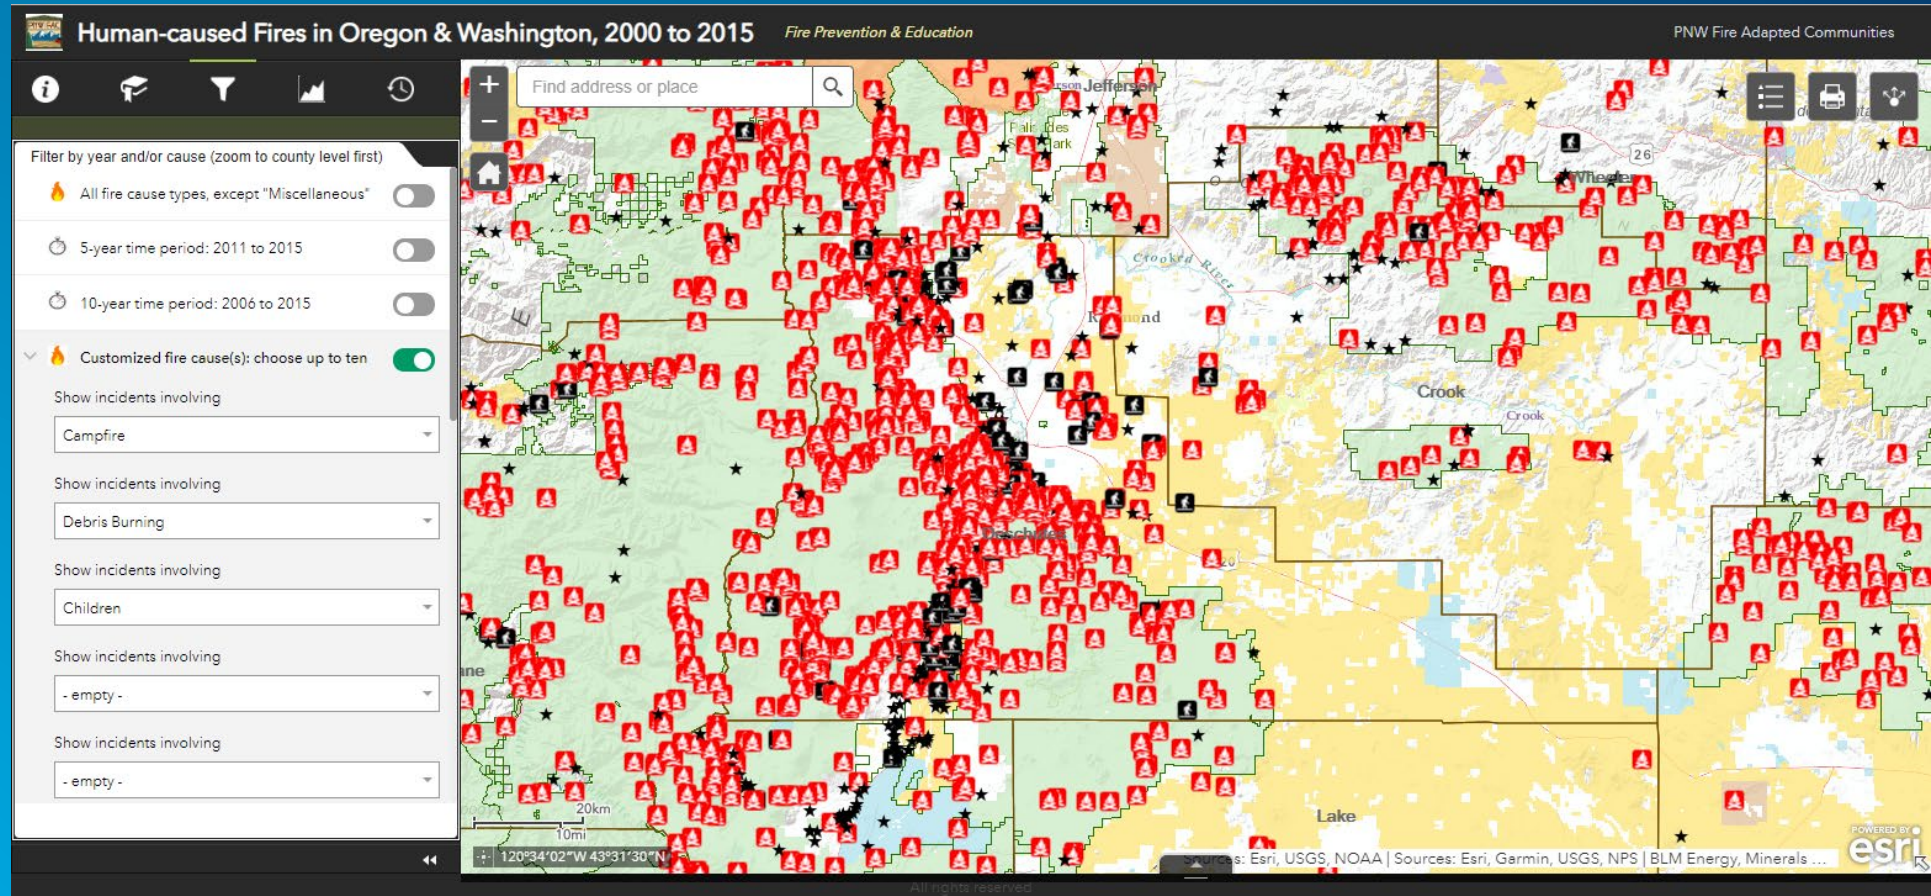 Human-caused Fires in Oregon & Washington, 2000 to 2015
Fire Prevention & Education
PNW Fire Adapted Communities
Find address or place
Filter by year and/or cause (zoom to county level first)
All fire cause types, except "Miscellaneous"
5-year time period: 2011 to 2015
10-year time period: 2006 to 2015
Customized fire cause(s): choose up to ten
Show incidents involving
Campfire
Show incidents involving
Debris Burning
Show incidents involving
Children
Show incidents involving
- empty -
Show incidents involving
- empty -
Jefferson
26
Wheeler
Crooked River
Crook
Crook
Deschutes
20
Lake
20km
10mi
120°34'02"W 43°31'30"N
Sources: Esri, USGS, NOAA | Sources: Esri, Garmin, USGS, NPS | BLM Energy, Minerals ...
POWERED BY
esri
All rights reserved